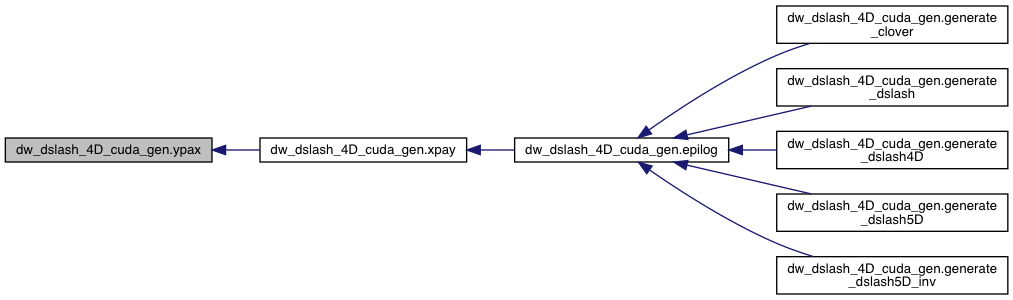 dw_dslash_4D_cuda_gen.ypax
dw_dslash_4D_cuda_gen.xpay
dw_dslash_4D_cuda_gen.epilog
dw_dslash_4D_cuda_gen.generate
_clover
dw_dslash_4D_cuda_gen.generate
_dslash
dw_dslash_4D_cuda_gen.generate
_dslash4D
dw_dslash_4D_cuda_gen.generate
_dslash5D
dw_dslash_4D_cuda_gen.generate
_dslash5D_inv